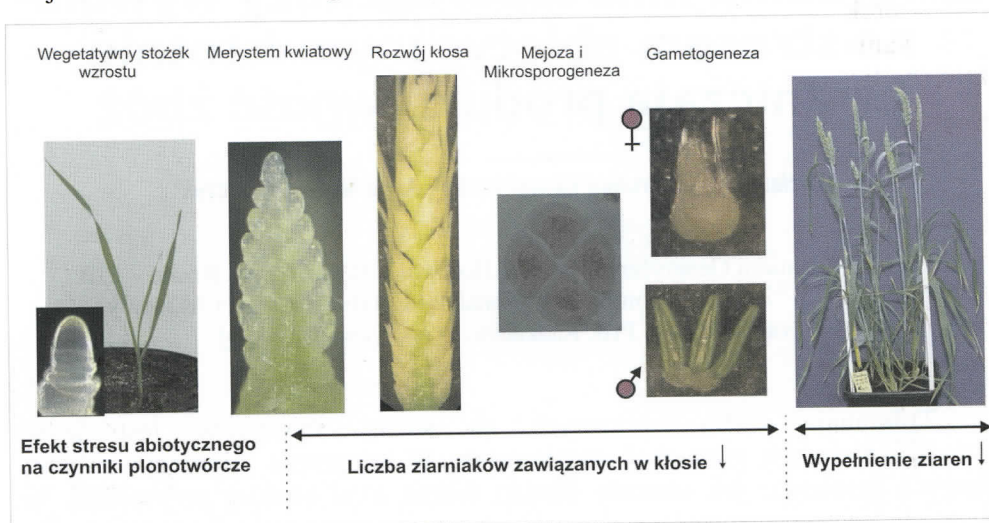 Wegetatywny stożek
wzrostu
Merystem kwiatowy
Rozwój kłosa
Mejoza i
Mikrosporogeneza
Gametogeneza
Efekt stresu abiotycznego
na czynniki plonotwórcze
Liczba ziarniaków zawiązanych w kłosie ↓
Wypełnienie ziaren ↓